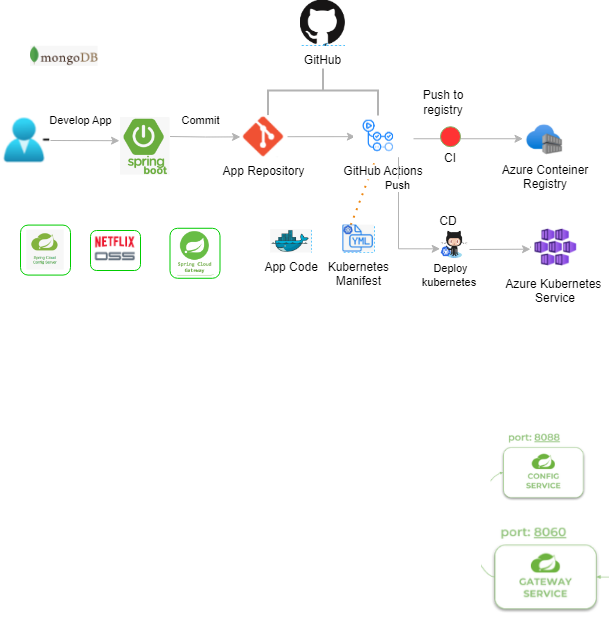 GitHub
mongoDB
Develop App
Commit
Push to
registry
spring
boot
App Repository
GitHub Actions
Push
CI
Azure Conteiner
Registry
CD
Spring Cloud
Config Server
NETFLIX
OSS
Spring Cloud
Gateway
App Code
Kubernetes
Manifest
YML
Deploy
kubernetes
Azure Kubernetes
Service
port: 8088
CONFIG
SERVICE
port: 8060
GATEWAY
SERVICE